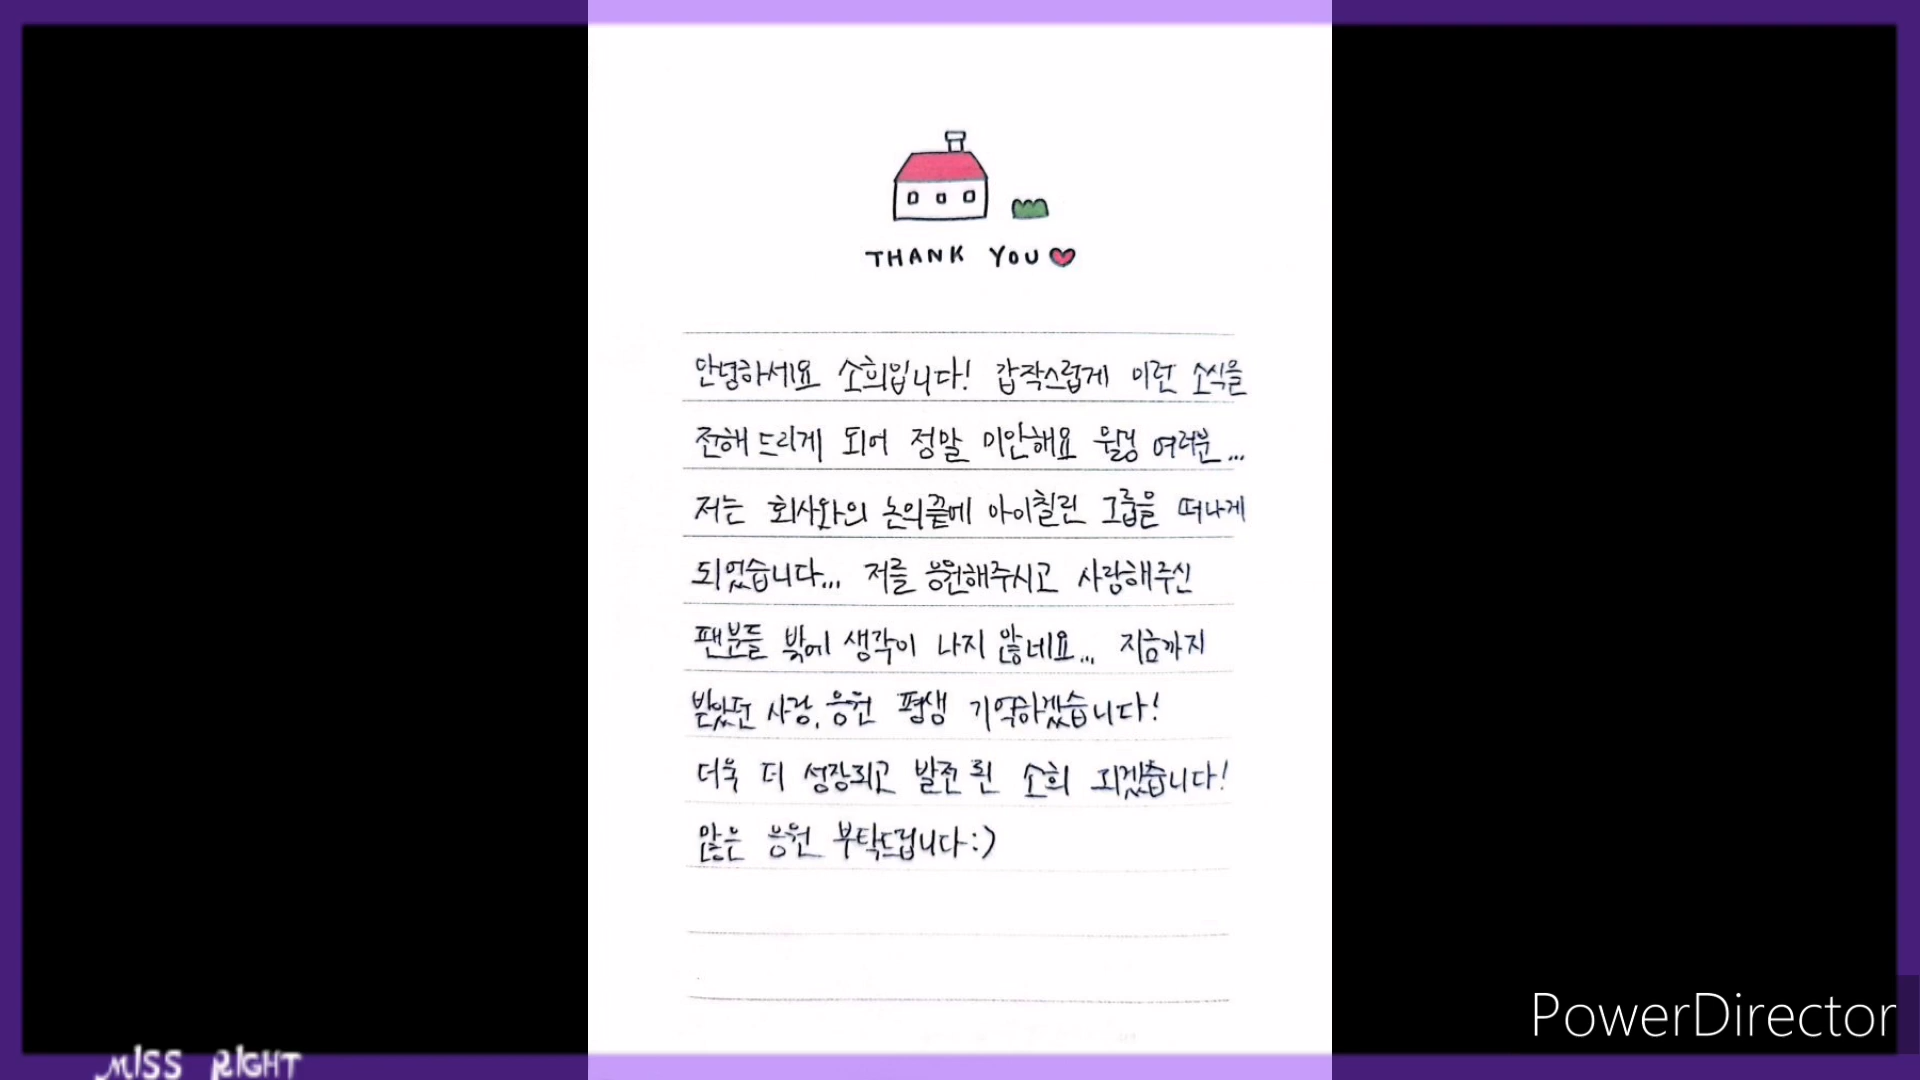 THANK YOU
안녕하세요 소희입니다! 갑작스럽게 이런 소식을
전해드리게 되어 정말 미안해요 윌링 여러분...
저는 회사와의 논의끝에 아이칠린 그룹을 떠나게
되었습니다... 저를 응원해주시고 사랑해주신
팬분들 밖에 생각이 나지 않네요... 지금까지
받았던 사랑, 응원 평생 기억하겠습니다!
더욱 더 성장되고 발전 된 소희 되겠습니다!
많은 응원 부탁드립니다:)
PowerDirector
MISS RIGHT